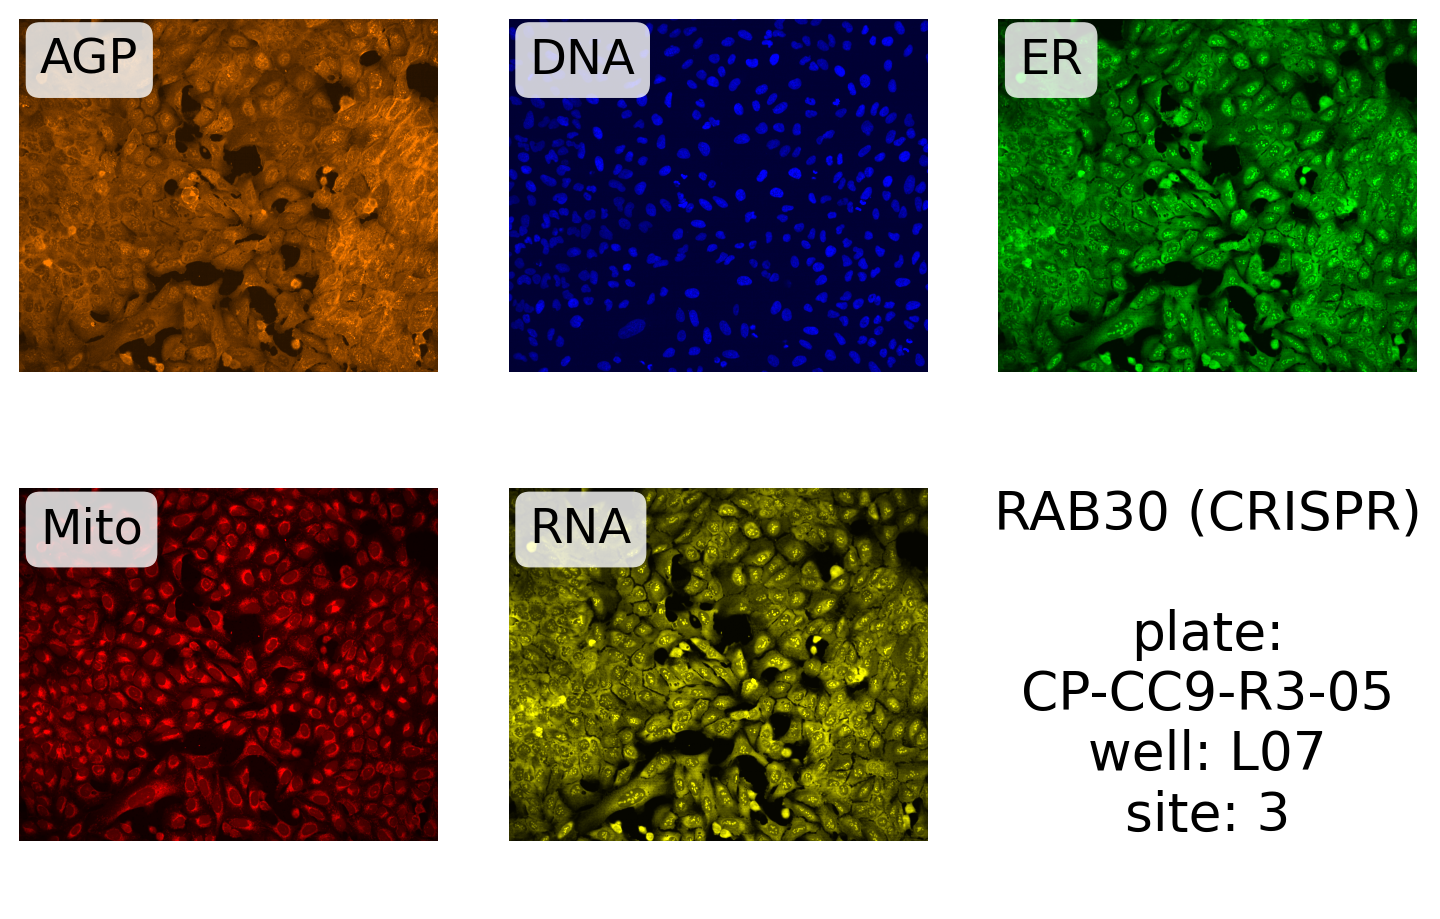 AGP
DNA
ER
Mito
RNA
RAB30 (CRISPR)
plate:
CP-CC9-R3-05
well: L07
site: 3